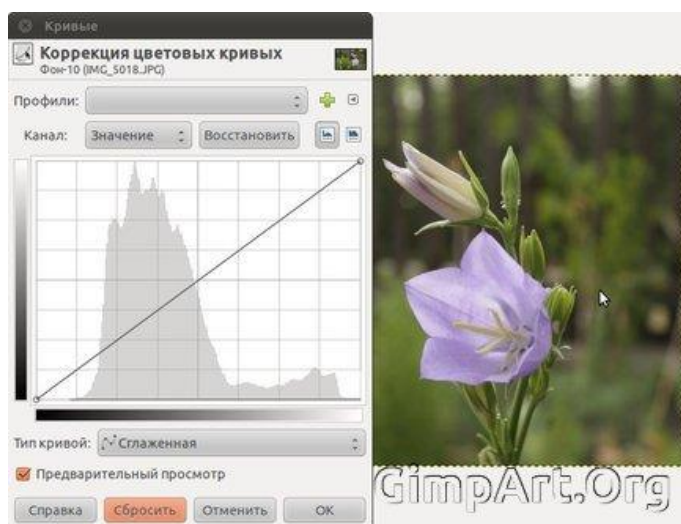 Кривые
Коррекция цветовых кривых
Фон-10 (IMG_5018.JPG)
Профили:
Канал: Значение Восстановить
Тип кривой: Сглаженная
Предварительный просмотр
Справка Сбросить Отменить ОК
GimpArt.Org